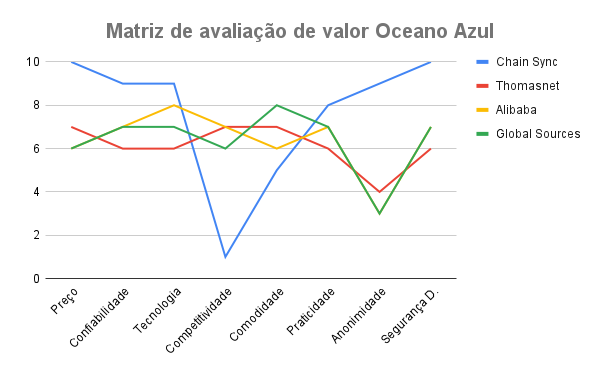 Matriz de avaliação de valor Oceano Azul
10
8
6
4
2
0
Preço
Confiabilidade
Tecnologia
Competitividade
Comodidade
Praticidade
Anonimidade
Segurança D.
Chain Sync
Thomasnet
Alibaba
Global Sources